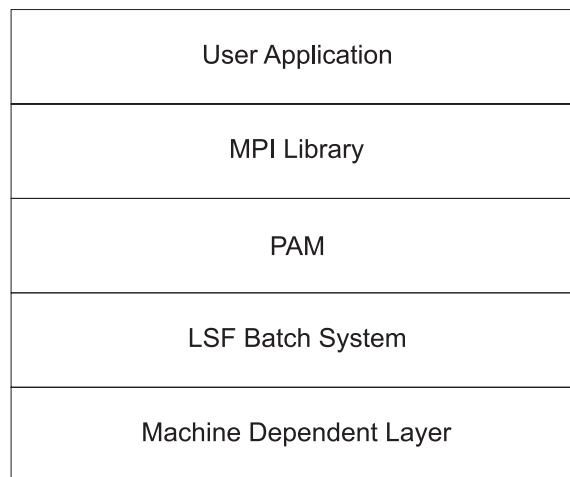 User Application
MPI Library
PAM
LSF Batch System
Machine Dependent Layer